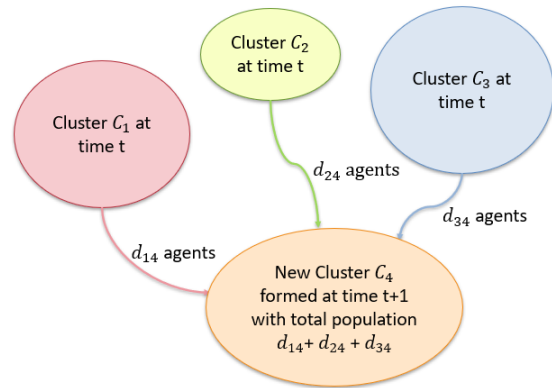 Cluster C₂
at time t
Cluster C₁ at
time t
Cluster C₃ at
time t
d₂₄ agents
d₃₄ agents
d₁₄ agents
New Cluster C₄
formed at time t+1
with total population
d₁₄+ d₂₄ + d₃₄